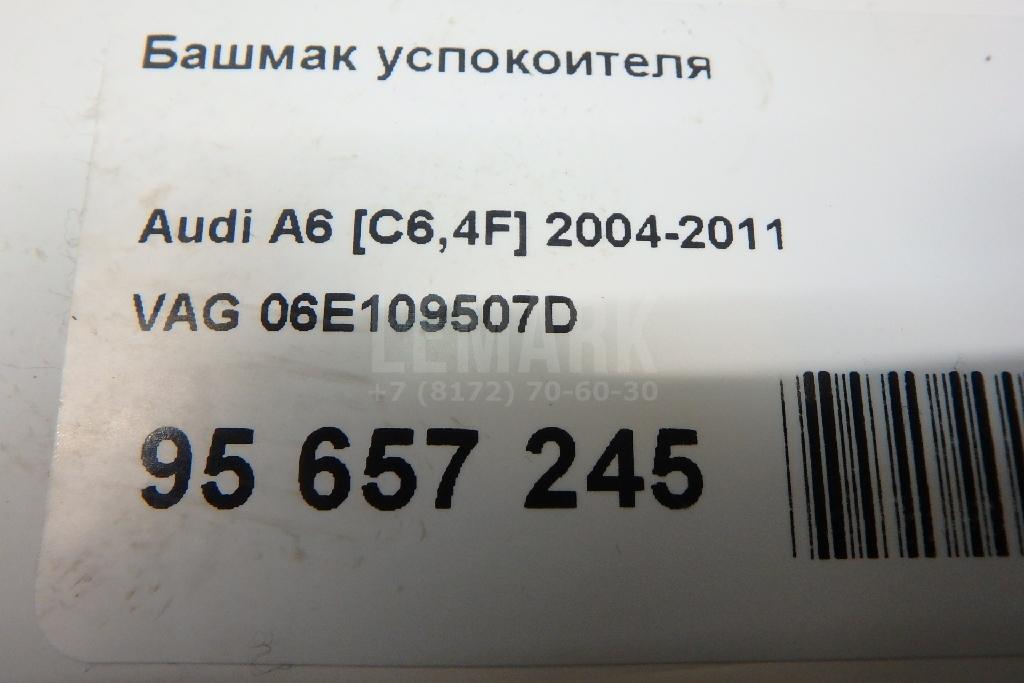 Башмак успокоителя
Audi A6 [C6,4F] 2004-2011
VAG 06E109507D
LEMARK
+7 (8172) 70-60-30
95 657 245